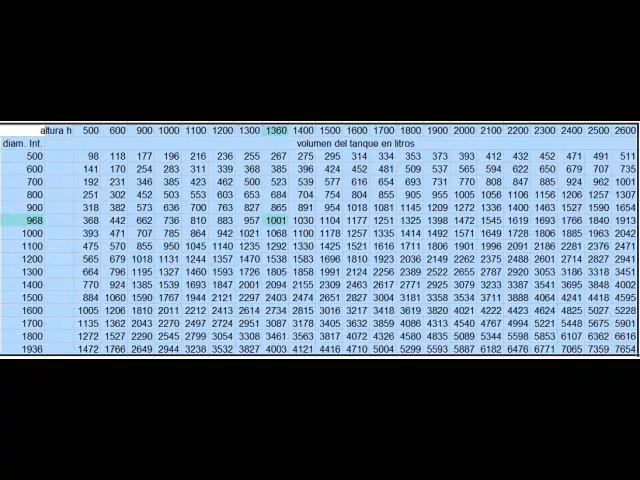 altura h 500 600 900 1000 1100 1200 1300 1360 1400 1500 1600 1700 1800 1900 2000 2100 2200 2300 2400 2500 2600
diam. Int. volumen del tanque en litros
500 98 118 177 196 216 236 255 267 275 295 314 334 353 373 393 412 432 452 471 491 511
600 141 170 254 283 311 339 368 385 396 424 452 481 509 537 565 594 622 650 679 707 735
700 192 231 346 385 423 462 500 523 539 577 616 654 693 731 770 808 847 885 924 962 1001
800 251 302 452 503 553 603 653 684 704 754 804 855 905 955 1005 1056 1106 1156 1206 1257 1307
900 318 382 573 636 700 763 827 865 891 954 1018 1081 1145 1209 1272 1336 1400 1463 1527 1590 1654
968 368 442 662 736 810 883 957 1001 1030 1104 1177 1251 1325 1398 1472 1545 1619 1693 1766 1840 1913
1000 393 471 707 785 864 942 1021 1068 1100 1178 1257 1335 1414 1492 1571 1649 1728 1806 1885 1963 2042
1100 475 570 855 950 1045 1140 1235 1292 1330 1425 1521 1616 1711 1806 1901 1996 2091 2186 2281 2376 2471
1200 565 679 1018 1131 1244 1357 1470 1538 1583 1696 1810 1923 2036 2149 2262 2375 2488 2601 2714 2827 2941
1300 664 796 1195 1327 1460 1593 1726 1805 1858 1991 2124 2256 2389 2522 2655 2787 2920 3053 3186 3318 3451
1400 770 924 1385 1539 1693 1847 2001 2094 2155 2309 2463 2617 2771 2925 3079 3233 3387 3541 3695 3848 4002
1500 884 1060 1590 1767 1944 2121 2297 2403 2474 2651 2827 3004 3181 3358 3534 3711 3888 4064 4241 4418 4595
1600 1005 1206 1810 2011 2212 2413 2614 2734 2815 3016 3217 3418 3619 3820 4021 4222 4423 4624 4825 5027 5228
1700 1135 1362 2043 2270 2497 2724 2951 3087 3178 3405 3632 3859 4086 4313 4540 4767 4994 5221 5448 5675 5901
1800 1272 1527 2290 2545 2799 3054 3308 3461 3563 3817 4072 4326 4580 4835 5089 5344 5598 5853 6107 6362 6616
1936 1472 1766 2649 2944 3238 3532 3827 4003 4121 4416 4710 5004 5299 5593 5887 6182 6476 6771 7065 7359 7654